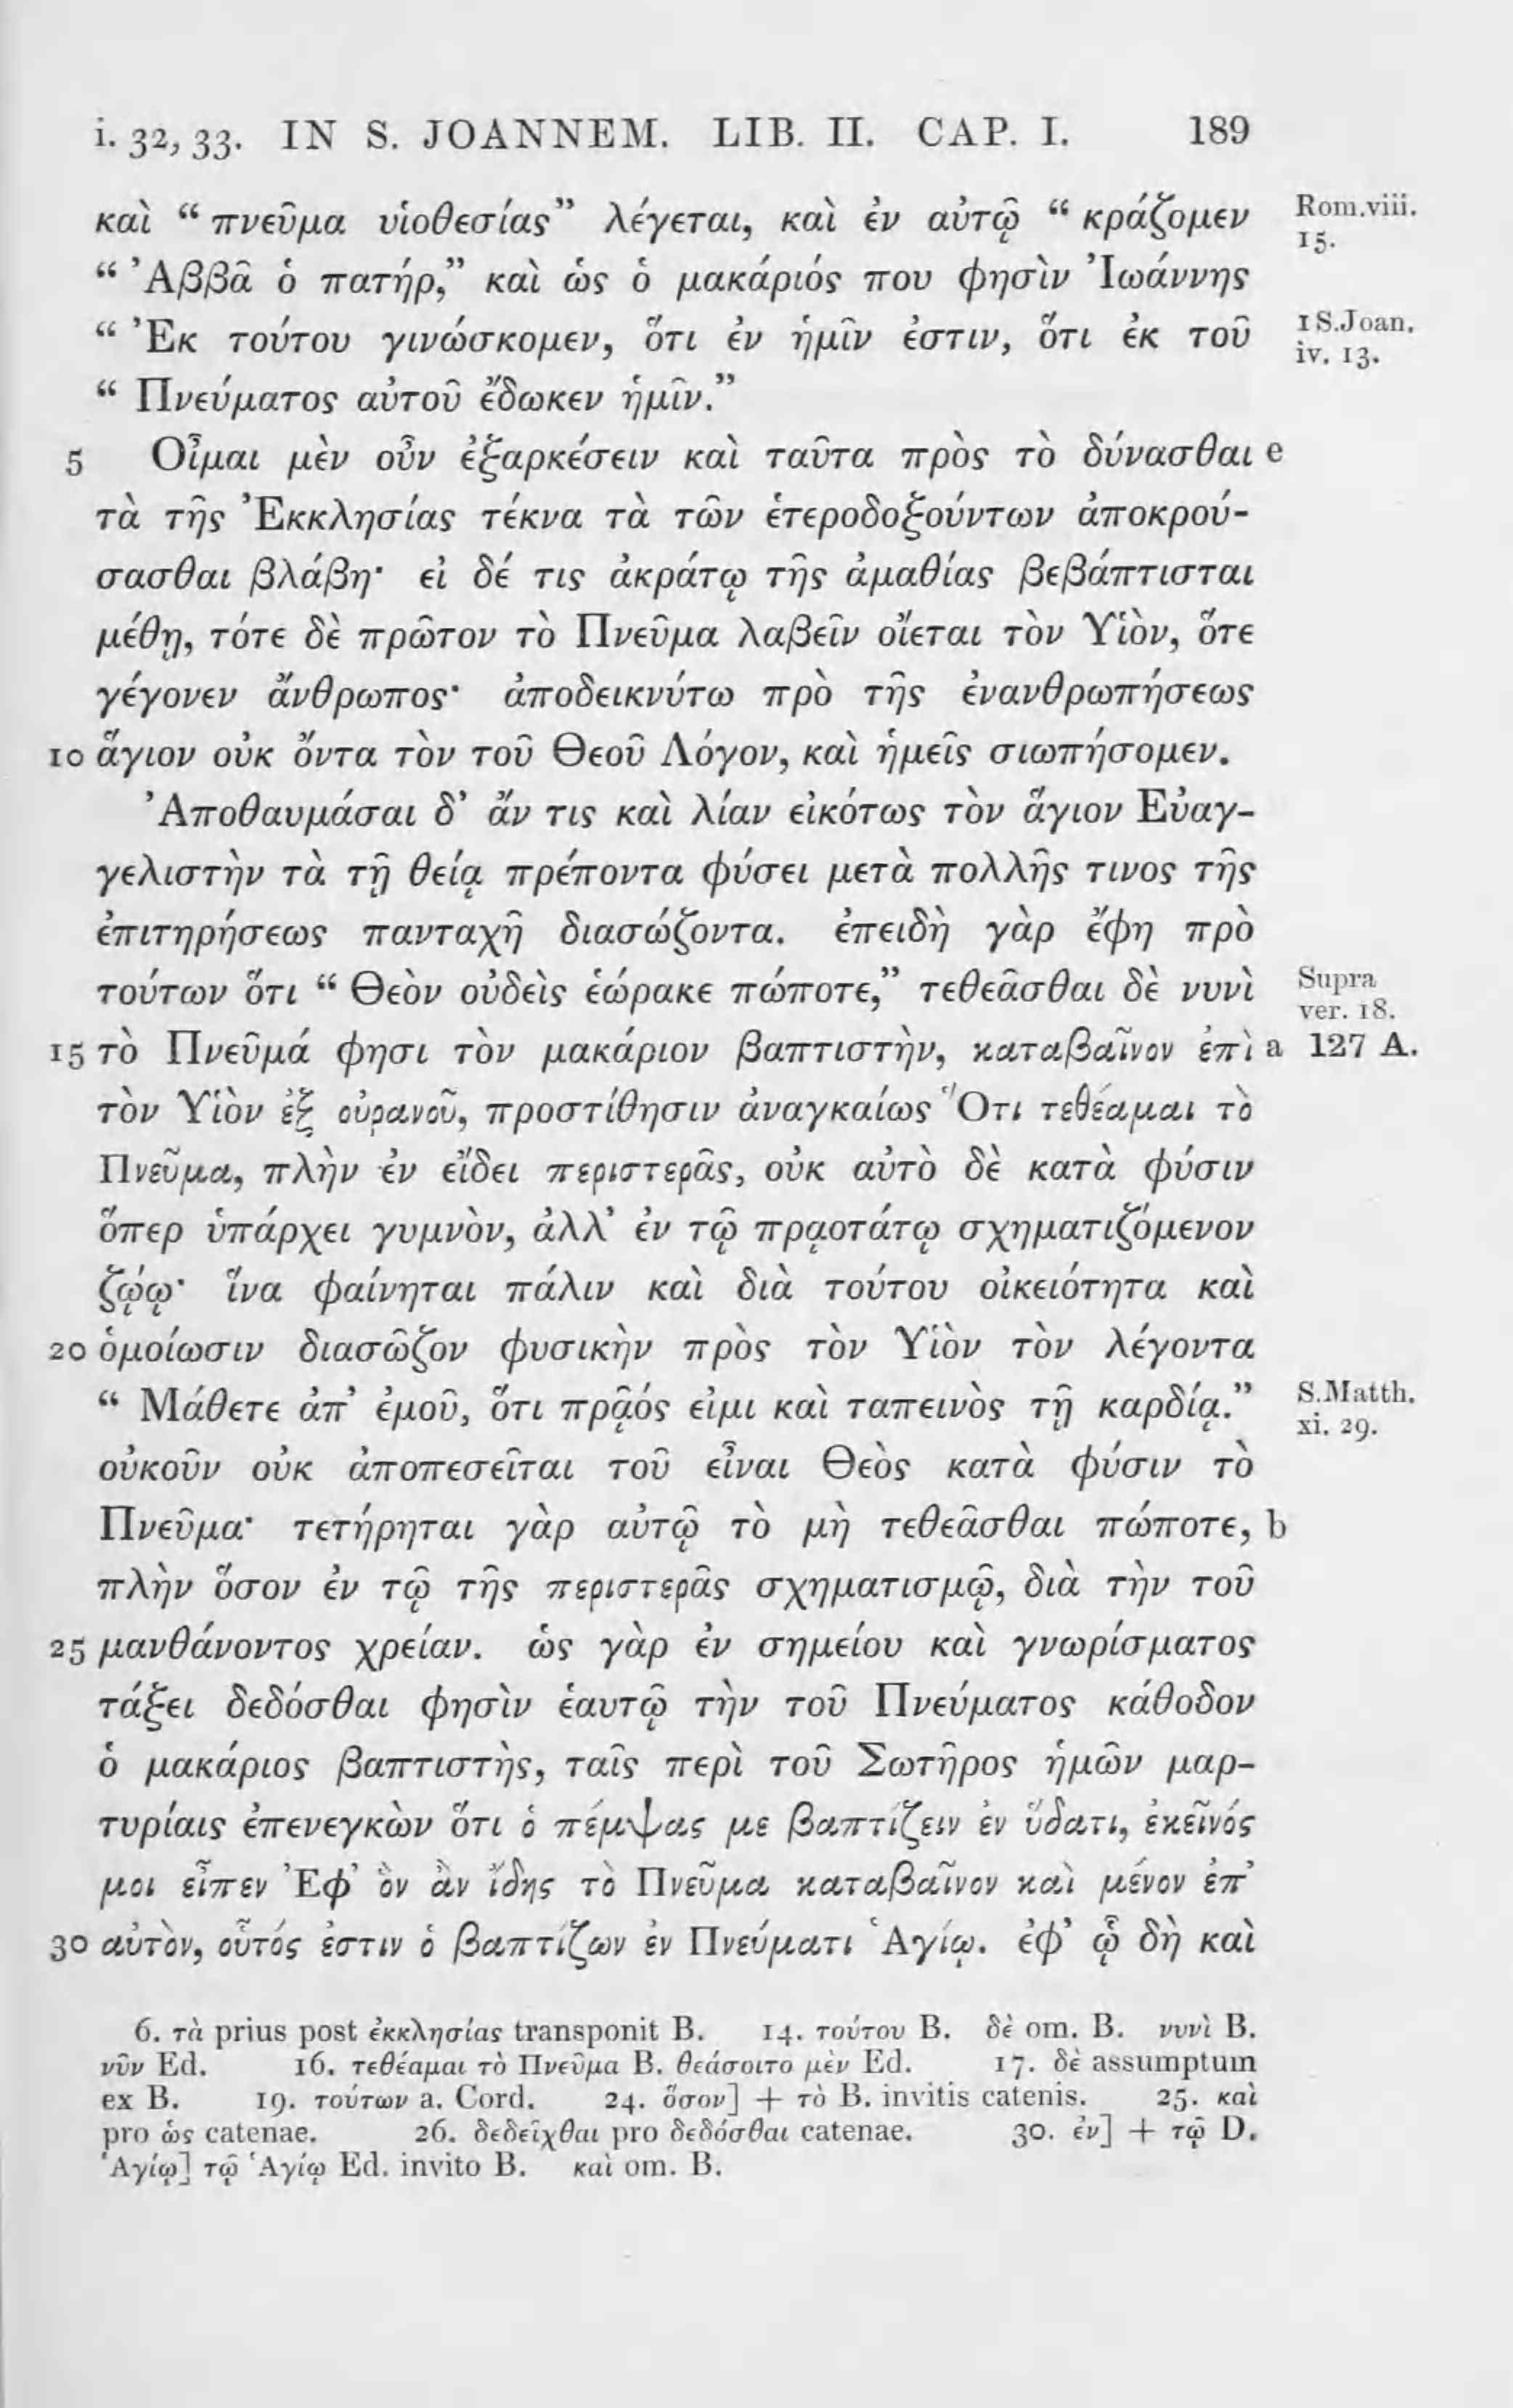 i. 32, 33. IN S. JOANNEM. LIB. II. CAP. I. 189
καὶ “ πνεῦμα υἱοθεσίας” λέγεται, καὶ ἐν αὐτῷ “ κράζομεν Rom.viii. 15.
“ Ἀββᾶ ὁ πατήρ,” καὶ ὡς ὁ μακάριός που φησὶν Ἰωάννης
“ Ἐκ τούτου γινώσκομεν, ὅτι ἐν ἡμῖν ἐστιν, ὅτι ἐκ τοῦ 1 S.Joan. iv. 13.
“ Πνεύματος αὐτοῦ ἔδωκεν ἡμῖν.”
5 Οἶμαι μὲν οὖν ἐξαρκέσειν καὶ ταῦτα πρὸς τὸ δύνασθαι e
τὰ τῆς Ἐκκλησίας τέκνα τὰ τῶν ἑτεροδοξούντων ἀποκρού-
σασθαι βλάβη· εἰ δέ τις ἀκράτῳ τῆς ἀμαθίας βεβάπτισται
μέθῃ, τότε δὲ πρῶτον τὸ Πνεῦμα λαβεῖν οἴεται τὸν Υἱὸν, ὅτε
γέγονεν ἄνθρωπος· ἀποδεικνύτω πρὸ τῆς ἐνανθρωπήσεως
10 ἅγιον οὐκ ὄντα τὸν τοῦ Θεοῦ Λόγον, καὶ ἡμεῖς σιωπήσομεν.
Ἀποθαυμάσαι δ’ ἄν τις καὶ λίαν εἰκότως τὸν ἅγιον Εὐαγ-
γελιστὴν τὰ τῇ θείᾳ πρέποντα φύσει μετὰ πολλῆς τινος τῆς
ἐπιτηρήσεως πανταχῆ διασώζοντα. ἐπειδὴ γὰρ ἔφη πρὸ
τούτων ὅτι “ Θεὸν οὐδεὶς ἑώρακε πώποτε,” τεθεᾶσθαι δὲ νυνὶ Supra ver. 18.
15 τὸ Πνεῦμά φησι τὸν μακάριον βαπτιστὴν, καταβαῖνον ἐπὶ a 127 A.
τὸν Υἱὸν ἐξ οὐρανοῦ, προστίθησιν ἀναγκαίως Ὅτι τεθέαμαι τὸ
Πνεῦμα, πλὴν ἐν εἴδει περιστερᾶς, οὐκ αὐτὸ δὲ κατὰ φύσιν
ὅπερ ὑπάρχει γυμνὸν, ἀλλ’ ἐν τῷ πρᾳοτάτῳ σχηματιζόμενον
ζῴῳ· ἵνα φαίνηται πάλιν καὶ διὰ τούτου οἰκειότητα καὶ
20 ὁμοίωσιν διασῶζον φυσικὴν πρὸς τὸν Υἱὸν τὸν λέγοντα
“ Μάθετε ἀπ’ ἐμοῦ, ὅτι πρᾷός εἰμι καὶ ταπεινὸς τῇ καρδίᾳ.” S.Matth. xi. 29.
οὐκοῦν οὐκ ἀποπεσεῖται τοῦ εἶναι Θεὸς κατὰ φύσιν τὸ
Πνεῦμα· τετήρηται γὰρ αὐτῷ τὸ μὴ τεθεᾶσθαι πώποτε, b
πλὴν ὅσον ἐν τῷ τῆς περιστερᾶς σχηματισμῷ, διὰ τὴν τοῦ
25 μανθάνοντος χρείαν. ὡς γὰρ ἐν σημείου καὶ γνωρίσματος
τάξει δεδόσθαι φησὶν ἑαυτῷ τὴν τοῦ Πνεύματος κάθοδον
ὁ μακάριος βαπτιστὴς, ταῖς περὶ τοῦ Σωτῆρος ἡμῶν μαρ-
τυρίαις ἐπενεγκὼν ὅτι ὁ πέμψας με βαπτίζειν ἐν ὕδατι, ἐκεῖνός
μοι εἶπεν Ἐφ’ ὃν ἂν ἴδῃς τὸ Πνεῦμα καταβαῖνον καὶ μένον ἐπ’
30 αὐτὸν, οὗτός ἐστιν ὁ βαπτίζων ἐν Πνεύματι Ἁγίῳ. ἐφ’ ᾧ δὴ καὶ
6. τὰ prius post ἐκκλησίας transponit B. 14. τούτου B. δὲ om. B. νυνὶ B.
νῦν Ed. 16. τεθέαμαι τὸ Πνεῦμα B. θεάσοιτο μὲν Ed. 17. δὲ assumptum
ex B. 19. τούτων a. Cord. 24. ὅσον] + τὸ B. invitis catenis. 25. καὶ
pro ὡς catenae. 26. δεδεῖχθαι pro δεδόσθαι catenae. 30. ἐν] + τῷ D.
Ἁγίῳ] τῷ Ἁγίῳ Ed. invito B. καὶ om. B.